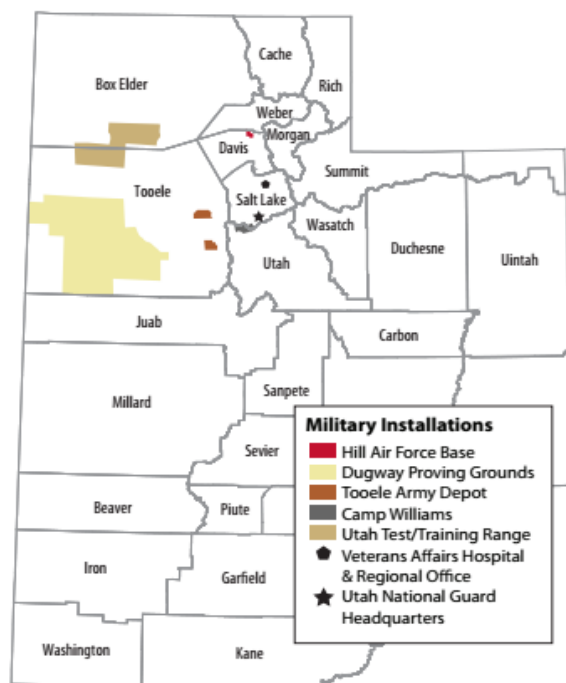 Cache
Box Elder
Rich
Weber
Morgan
Davis
Summit
Tooele
Salt Lake
Wasatch
Duchesne
Uintah
Utah
Juab
Carbon
Sanpete
Millard
Military Installations
Hill Air Force Base
Sevier
Dugway Proving Grounds
Tooele Army Depot
Beaver
Piute
Camp Williams
Utah Test/Training Range
Veterans Affairs Hospital
& Regional Office
Iron
Garfield
Utah National Guard
Headquarters
Washington
Kane